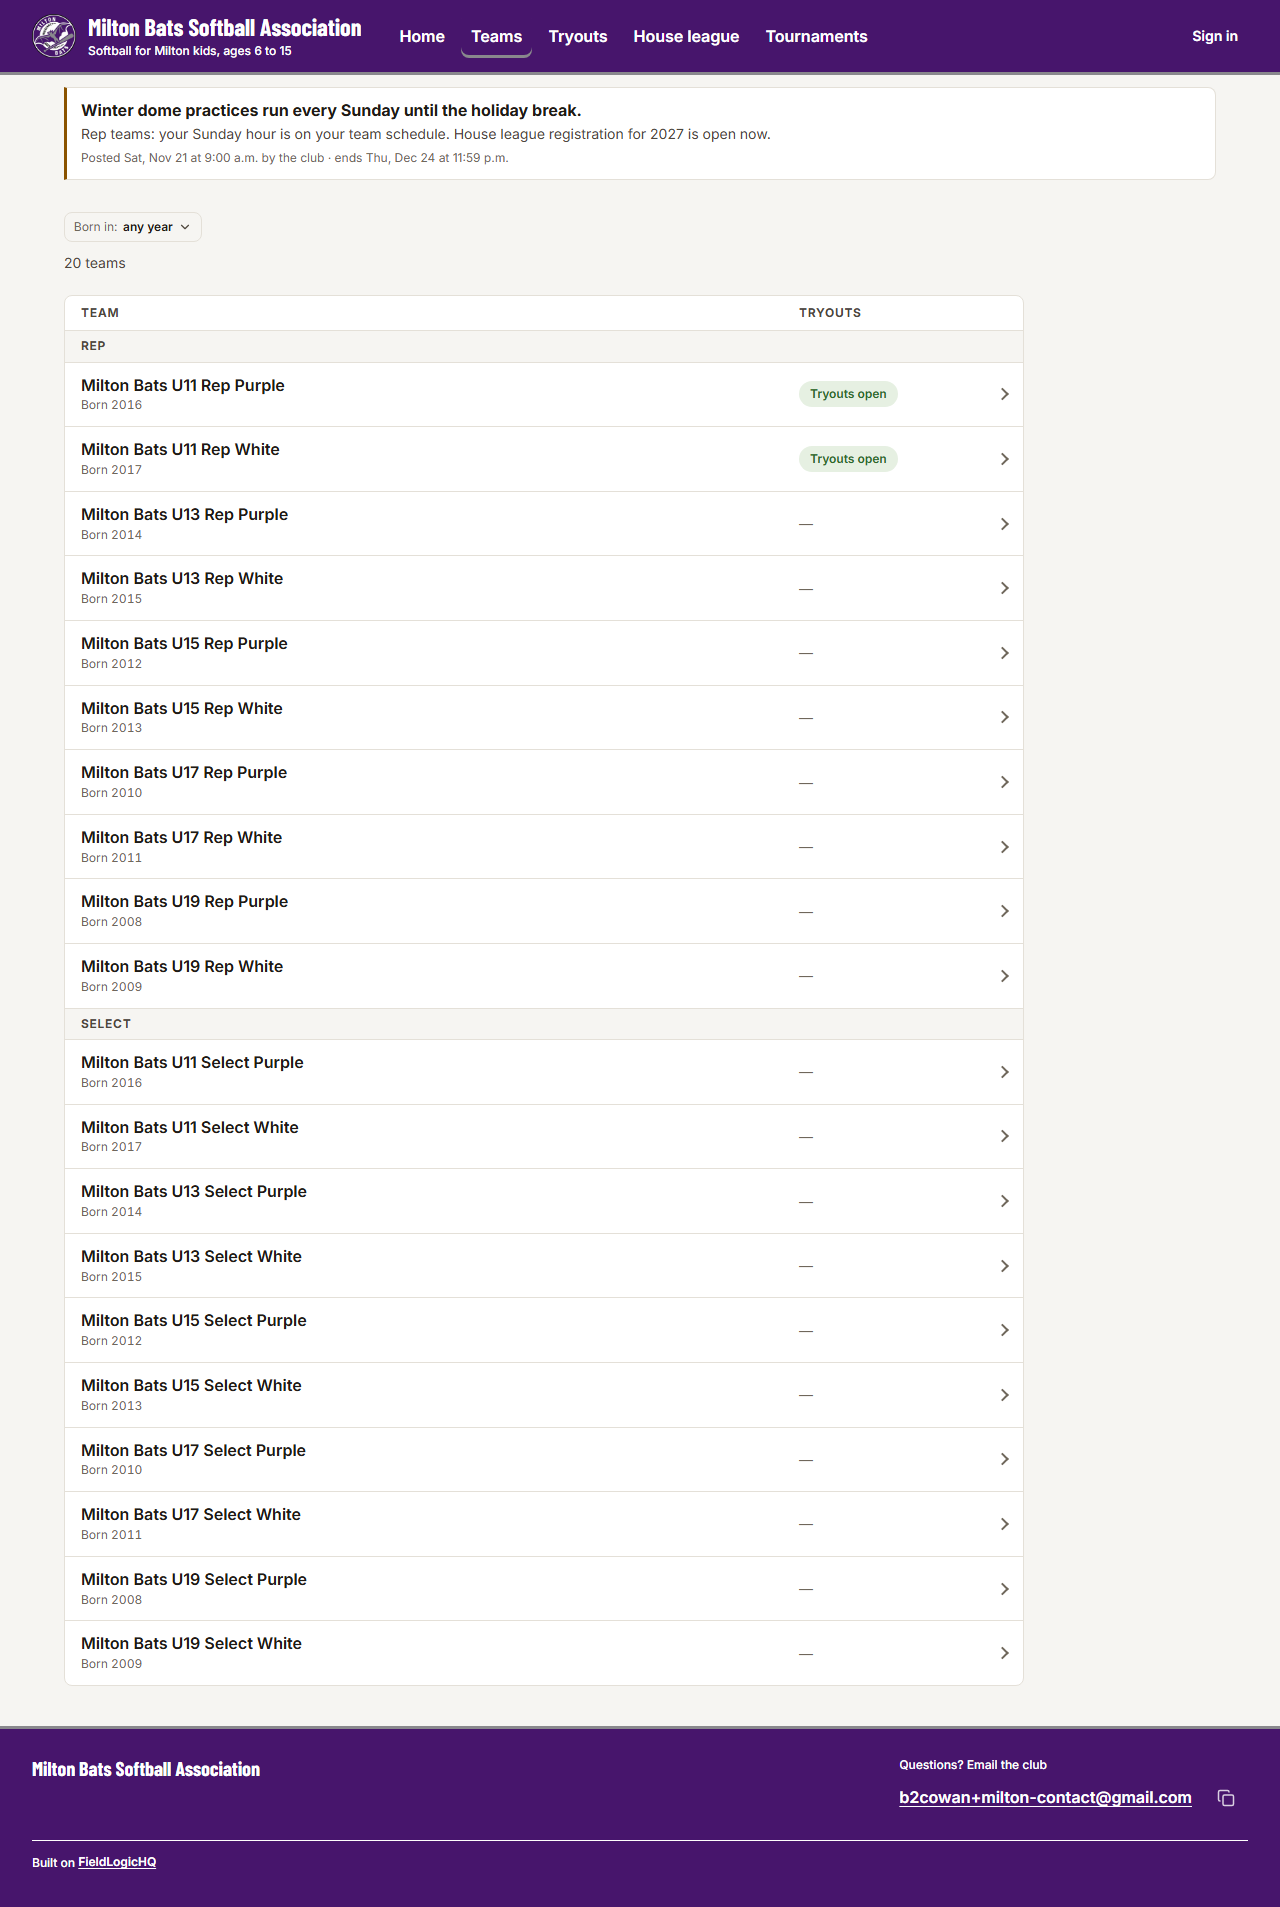 Milton Bats Softball Association
Softball for Milton kids, ages 6 to 15
Home
Teams
Tryouts
House league
Tournaments
Sign in
Winter dome practices run every Sunday until the holiday break.
Rep teams: your Sunday hour is on your team schedule. House league registration for 2027 is open now.
Posted Sat, Nov 21 at 9:00 a.m. by the club · ends Thu, Dec 24 at 11:59 p.m.
Born in: any year
20 teams
TEAM TRYOUTS
REP
Milton Bats U11 Rep Purple
Born 2016
Tryouts open
Milton Bats U11 Rep White
Born 2017
Tryouts open
Milton Bats U13 Rep Purple
Born 2014
—
Milton Bats U13 Rep White
Born 2015
—
Milton Bats U15 Rep Purple
Born 2012
—
Milton Bats U15 Rep White
Born 2013
—
Milton Bats U17 Rep Purple
Born 2010
—
Milton Bats U17 Rep White
Born 2011
—
Milton Bats U19 Rep Purple
Born 2008
—
Milton Bats U19 Rep White
Born 2009
—
SELECT
Milton Bats U11 Select Purple
Born 2016
—
Milton Bats U11 Select White
Born 2017
—
Milton Bats U13 Select Purple
Born 2014
—
Milton Bats U13 Select White
Born 2015
—
Milton Bats U15 Select Purple
Born 2012
—
Milton Bats U15 Select White
Born 2013
—
Milton Bats U17 Select Purple
Born 2010
—
Milton Bats U17 Select White
Born 2011
—
Milton Bats U19 Select Purple
Born 2008
—
Milton Bats U19 Select White
Born 2009
—
Milton Bats Softball Association
Questions? Email the club
b2cowan+milton-contact@gmail.com
Built on FieldLogicHQ